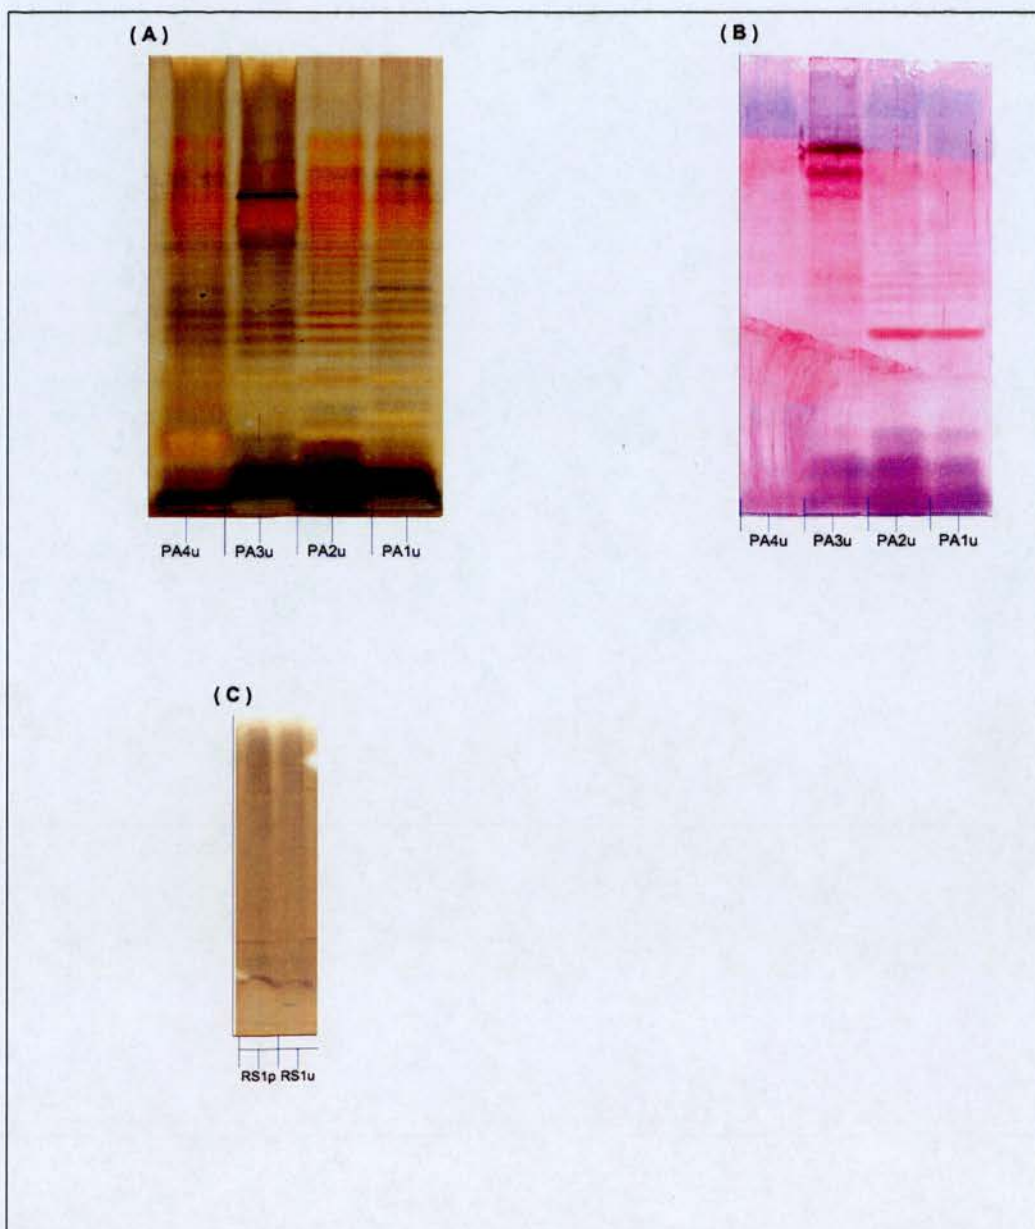 ( A )
( B )
PA4u PA3u PA2u PA1u
PA4u PA3u PA2u PA1u
( C )
RS1p RS1u